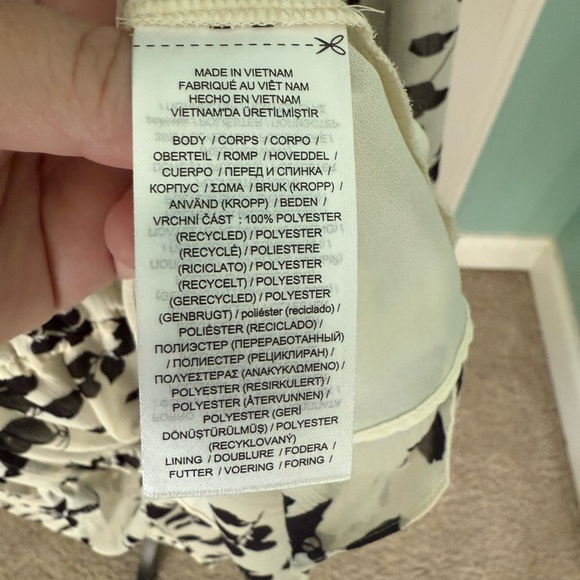 MADE IN VIETNAM
FABRIQUÉ AU VIÊT NAM
HECHO EN VIETNAM
VİETNAM'DA ÜRETİLMİŞTİR
BODY / CORPS / CORPO /
OBERTEIL / ROMP / HOVEDDEL /
CUERPO / ПЕРЕД И СПИНКА /
КОРПУС / ΣΩΜΑ / BRUK (KROPP) /
ANVÄND (KROPP) / BEDEN /
VRCHNÍ ČÁST : 100% POLYESTER
(RECYCLED) / POLYESTER
(RECYCLÉ) / POLIESTERE
(RICICLATO) / POLYESTER
(RECYCELT) / POLYESTER
(GERECYCLED) / POLYESTER
(GENBRUGT) / poliéster (reciclado) /
POLIÉSTER (RECICLADO) /
ПОЛИЭСТЕР (ПЕРЕРАБОТАННЫЙ)
/ ПОЛИЕСТЕР (РЕЦИКЛИРАН) /
ΠΟΛΥΕΣΤΕΡΑΣ (ΑΝΑΚΥΚΛΩΜΕΝΟ) /
POLYESTER (RESIRKULERT) /
POLYESTER (ÅTERVUNNEN) /
POLYESTER (GERİ
DÖNÜŞTÜRÜLMÜŞ) / POLYESTER
(RECYKLOVANÝ)
LINING / DOUBLURE / FODERA /
FUTTER / VOERING / FORING /